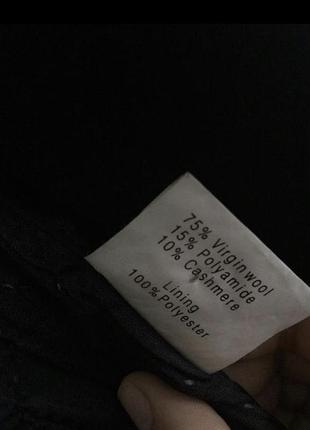 75% Virginwool
15% Polyamide
10% Cashmere
Lining
100% Polyester